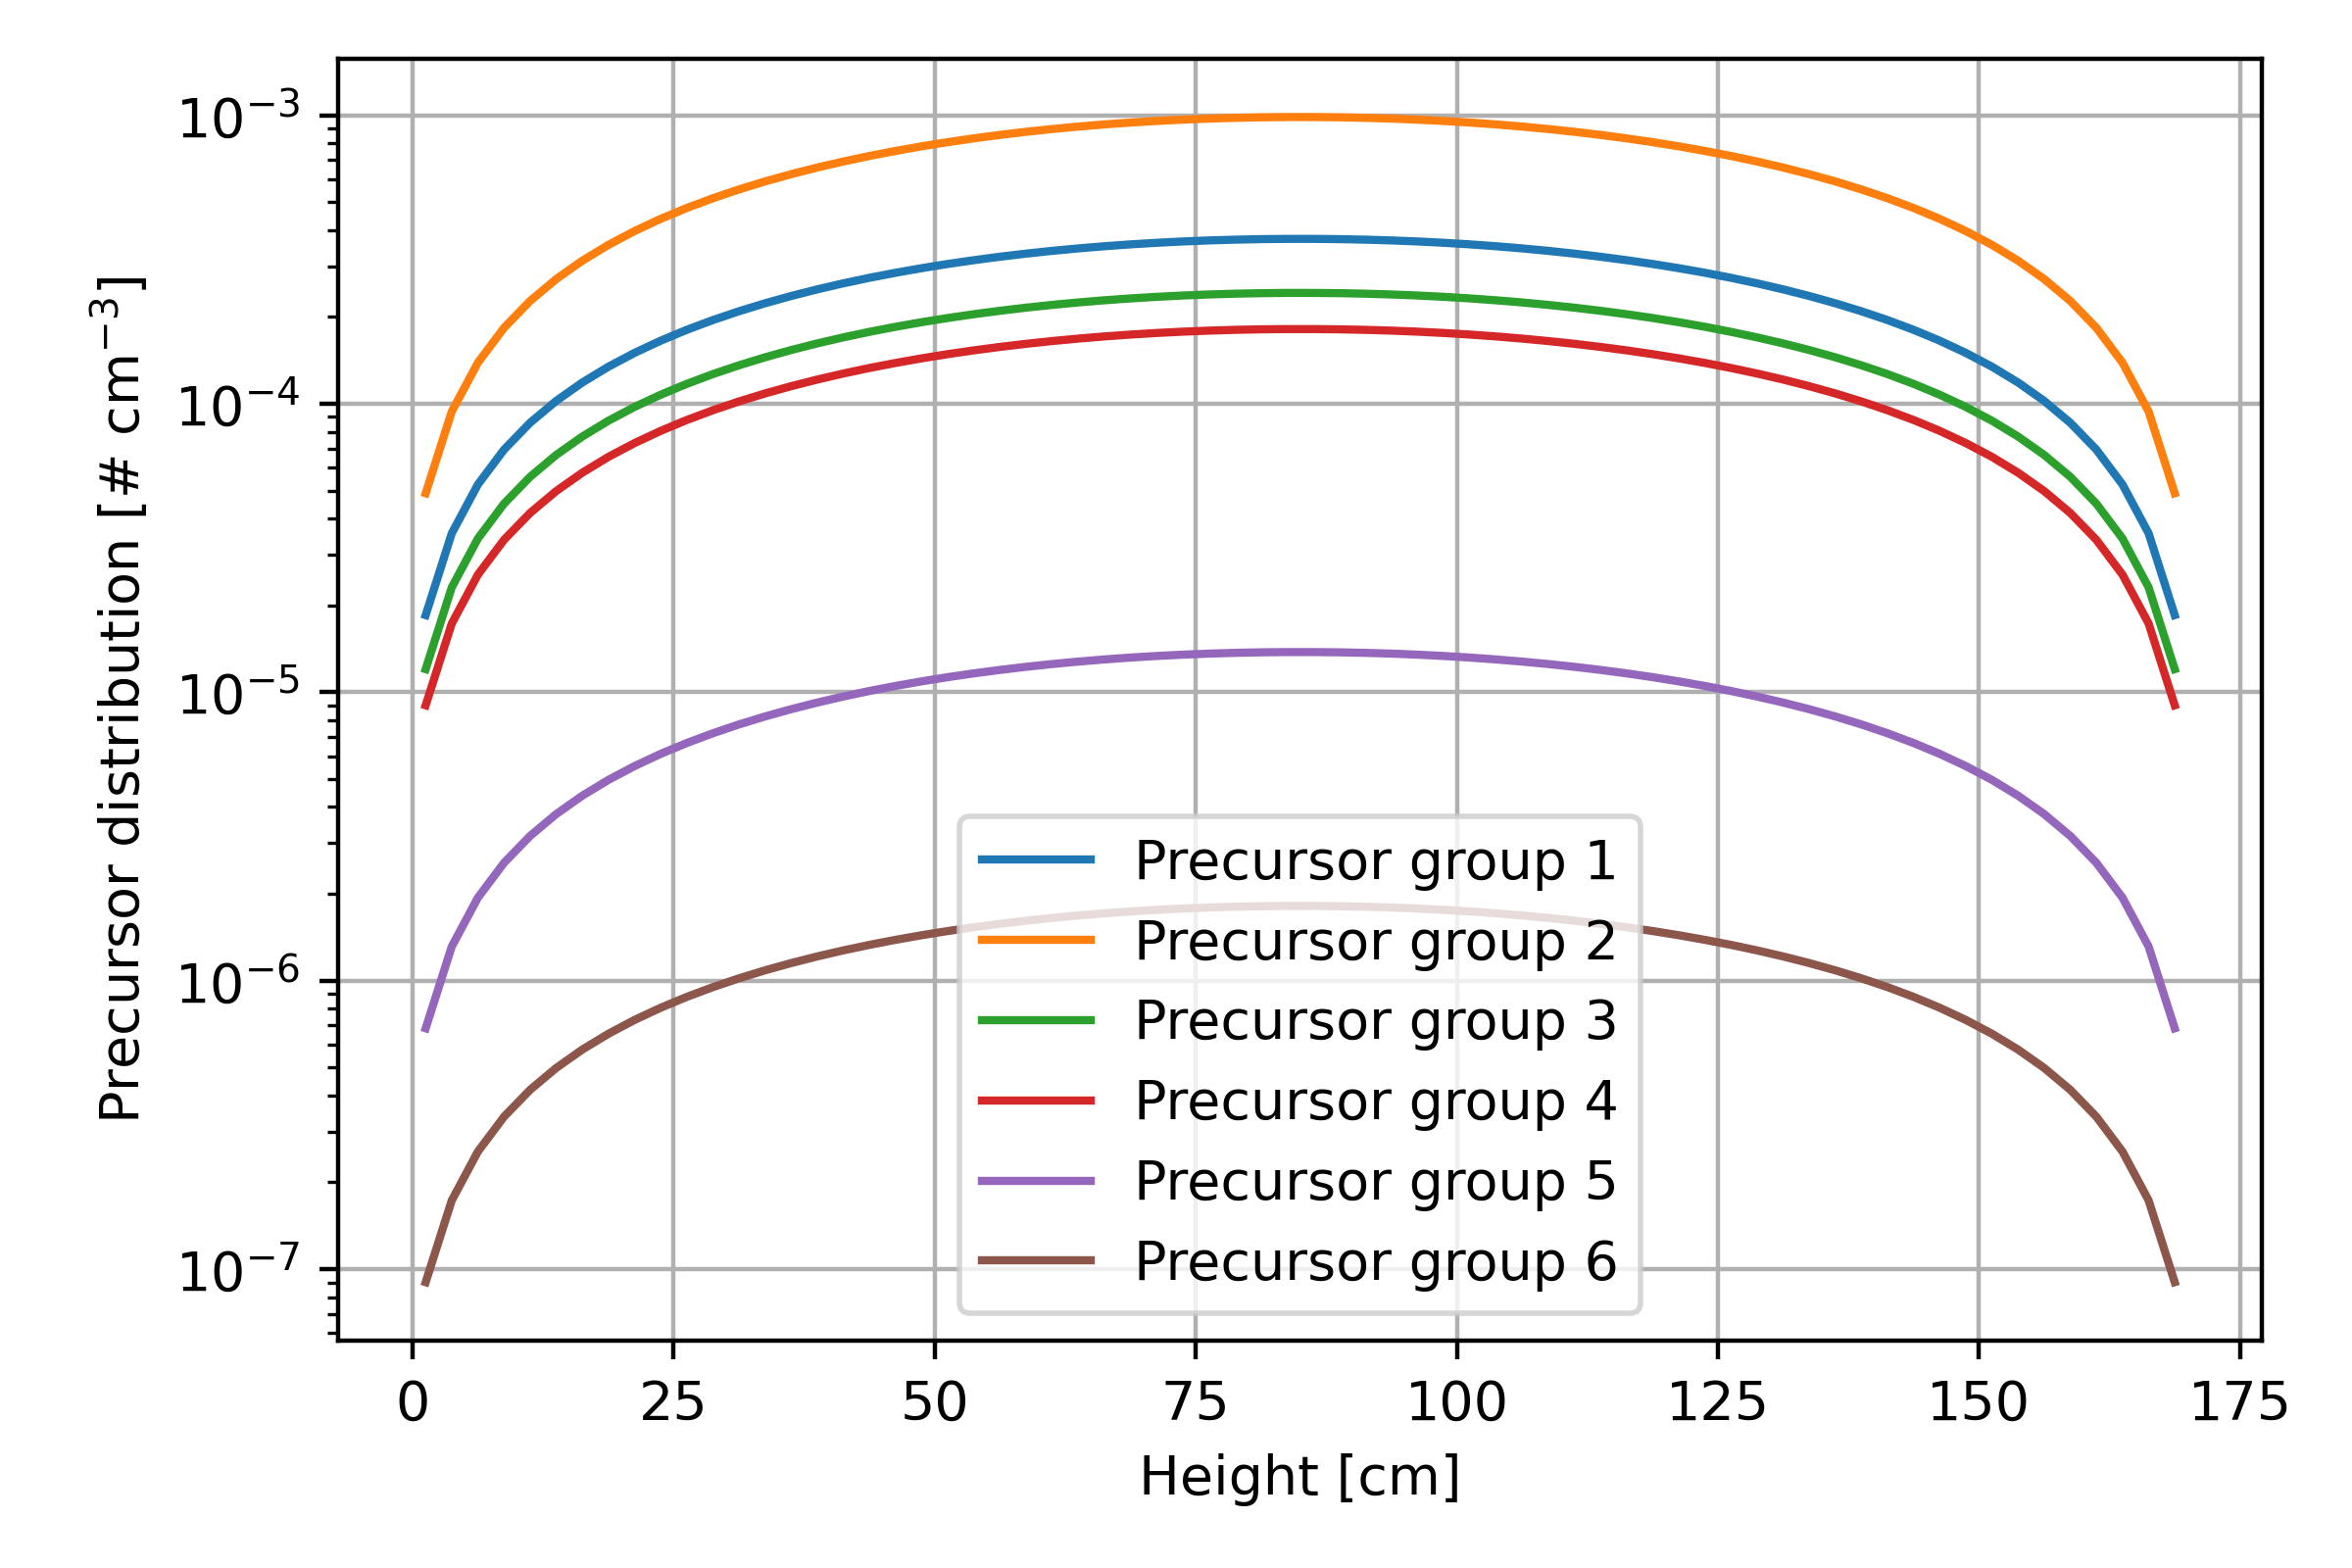 Precursor distribution [# cm⁻³]
10⁻³
10⁻⁴
10⁻⁵
10⁻⁶
10⁻⁷
Precursor group 1
Precursor group 2
Precursor group 3
Precursor group 4
Precursor group 5
Precursor group 6
0 25 50 75 100 125 150 175
Height [cm]